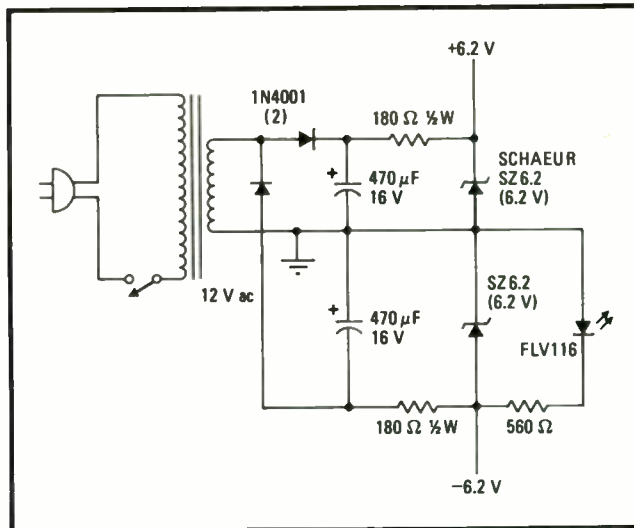 +6.2 V
1N4001
(2)
180 Ω ½W
SCHAEUR
SZ6.2
(6.2 V)
+
470 μF
16 V
12 V ac
SZ6.2
(6.2 V)
+
470 μF
16 V
FLV116
180 Ω ½W
560 Ω
−6.2 V